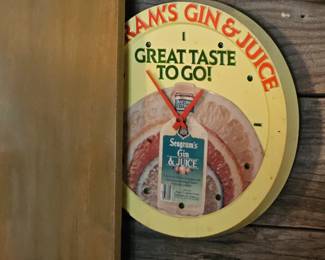 RAM'S GIN & JUICE
GREAT TASTE
TO GO!
Seagram's
Gin
& JUICE